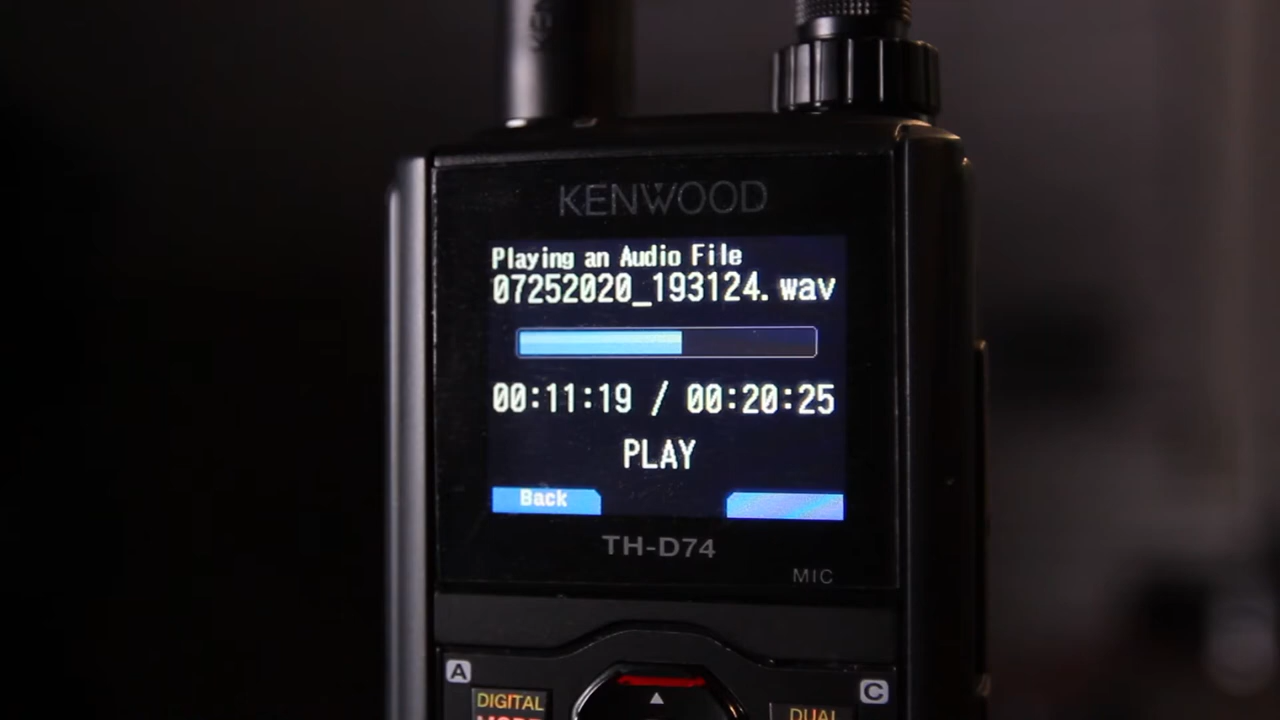 KENWOOD
Playing an Audio File
07252020_193124.wav
00:11:19 / 00:20:25
PLAY
Back
TH-D74
MIC
A
C
DIGITAL
DUAL